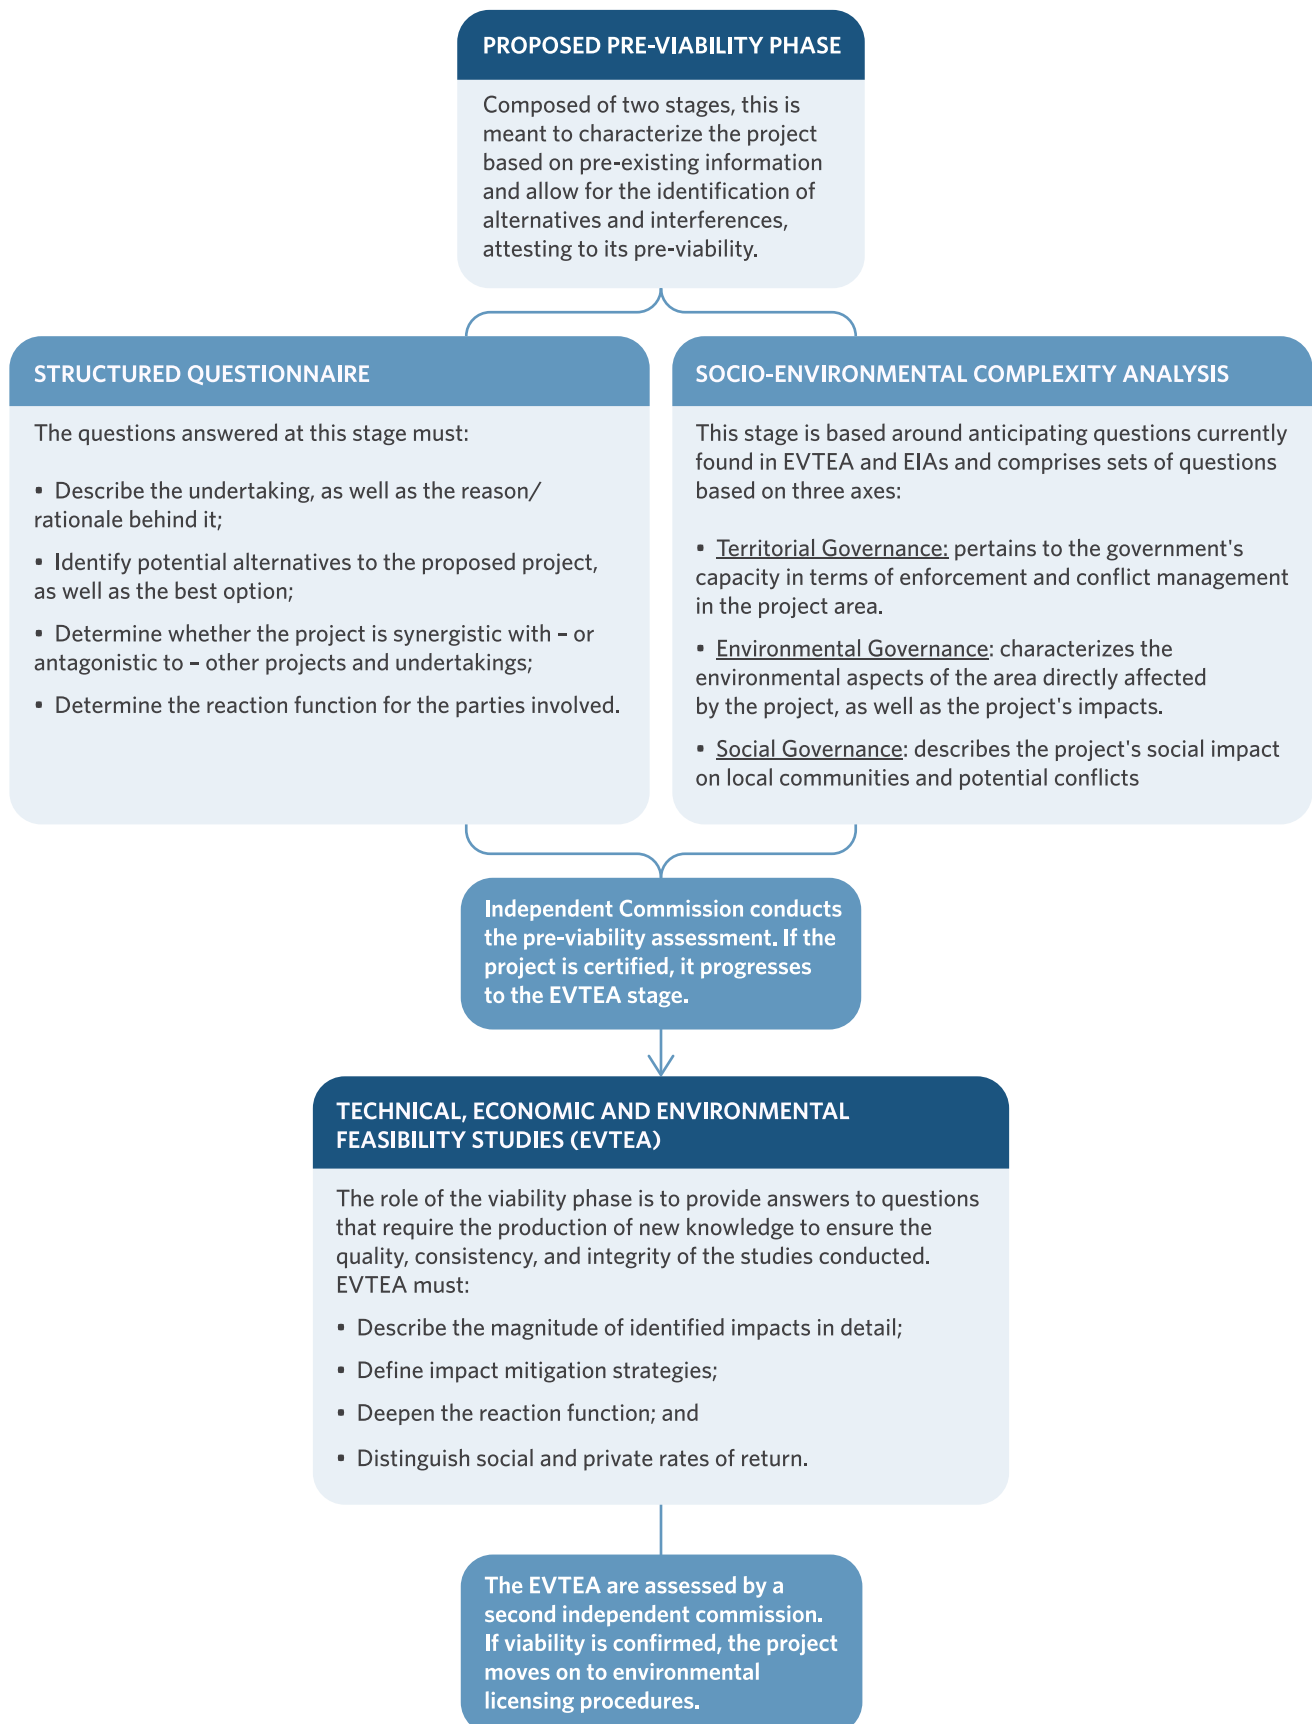 PROPOSED PRE-VIABILITY PHASE
Composed of two stages, this is
meant to characterize the project
based on pre-existing information
and allow for the identification of
alternatives and interferences,
attesting to its pre-viability.
STRUCTURED QUESTIONNAIRE
The questions answered at this stage must:
▪ Describe the undertaking, as well as the reason/
rationale behind it;
▪ Identify potential alternatives to the proposed project,
as well as the best option;
▪ Determine whether the project is synergistic with – or
antagonistic to – other projects and undertakings;
▪ Determine the reaction function for the parties involved.
SOCIO-ENVIRONMENTAL COMPLEXITY ANALYSIS
This stage is based around anticipating questions currently
found in EVTEA and EIAs and comprises sets of questions
based on three axes:
▪ Territorial Governance: pertains to the government's
capacity in terms of enforcement and conflict management
in the project area.
▪ Environmental Governance: characterizes the
environmental aspects of the area directly affected
by the project, as well as the project's impacts.
▪ Social Governance: describes the project's social impact
on local communities and potential conflicts
Independent Commission conducts
the pre-viability assessment. If the
project is certified, it progresses
to the EVTEA stage.
TECHNICAL, ECONOMIC AND ENVIRONMENTAL
FEASIBILITY STUDIES (EVTEA)
The role of the viability phase is to provide answers to questions
that require the production of new knowledge to ensure the
quality, consistency, and integrity of the studies conducted.
EVTEA must:
▪ Describe the magnitude of identified impacts in detail;
▪ Define impact mitigation strategies;
▪ Deepen the reaction function; and
▪ Distinguish social and private rates of return.
The EVTEA are assessed by a
second independent commission.
If viability is confirmed, the project
moves on to environmental
licensing procedures.